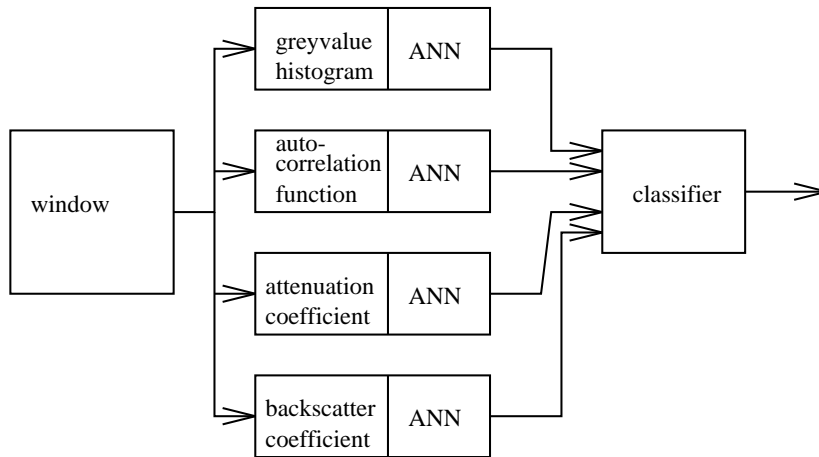 window
greyvalue
histogram
ANN
auto-
correlation
function
ANN
attenuation
coefficient
ANN
backscatter
coefficient
ANN
classifier